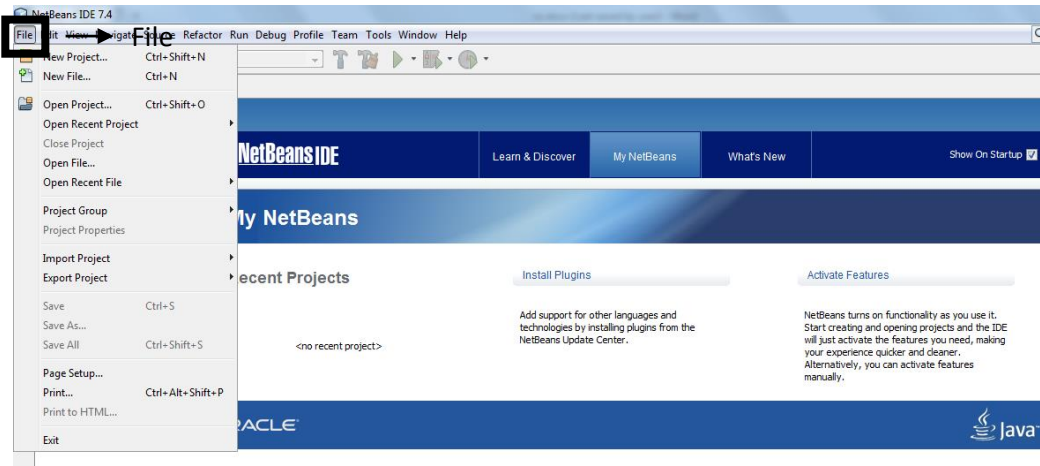 NetBeans IDE 7.4
File Edit View Navigate Source Refactor Run Debug Profile Team Tools Window Help
File
New Project... Ctrl+Shift+N
New File... Ctrl+N
Open Project... Ctrl+Shift+O
Open Recent Project
Close Project
Open File...
Open Recent File
Project Group
Project Properties
Import Project
Export Project
Save Ctrl+S
Save As...
Save All Ctrl+Shift+S
Page Setup...
Print... Ctrl+Alt+Shift+P
Print to HTML...
Exit
NetBeans IDE
Learn & Discover
My NetBeans
What's New
Show On Startup
My NetBeans
ecent Projects
<no recent project>
Install Plugins
Add support for other languages and
technologies by installing plugins from the
NetBeans Update Center.
Activate Features
NetBeans turns on functionality as you use it.
Start creating and opening projects and the IDE
will just activate the features you need, making
your experience quicker and cleaner.
Alternatively, you can activate features
manually.
ACLE
Java